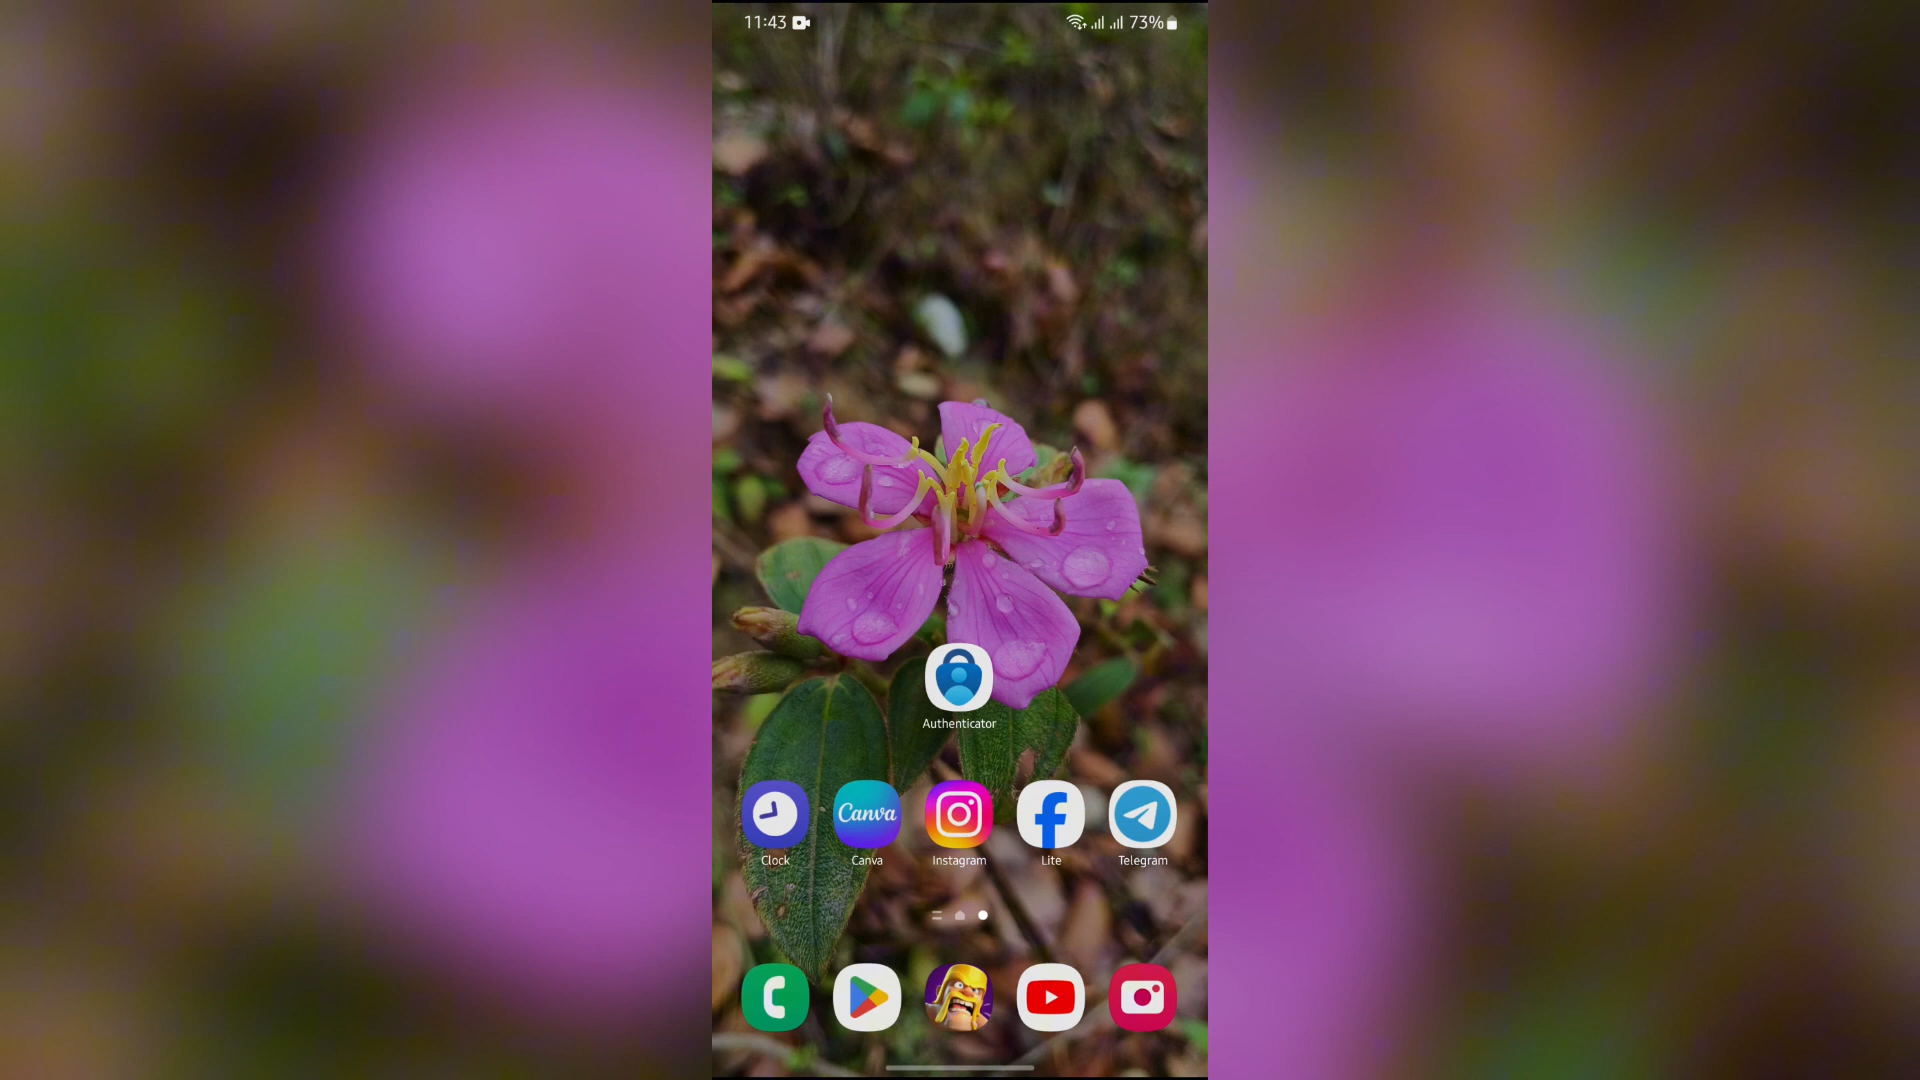 11:43
73%
Authenticator
Canva
Clock
Canva
Instagram
Lite
Telegram